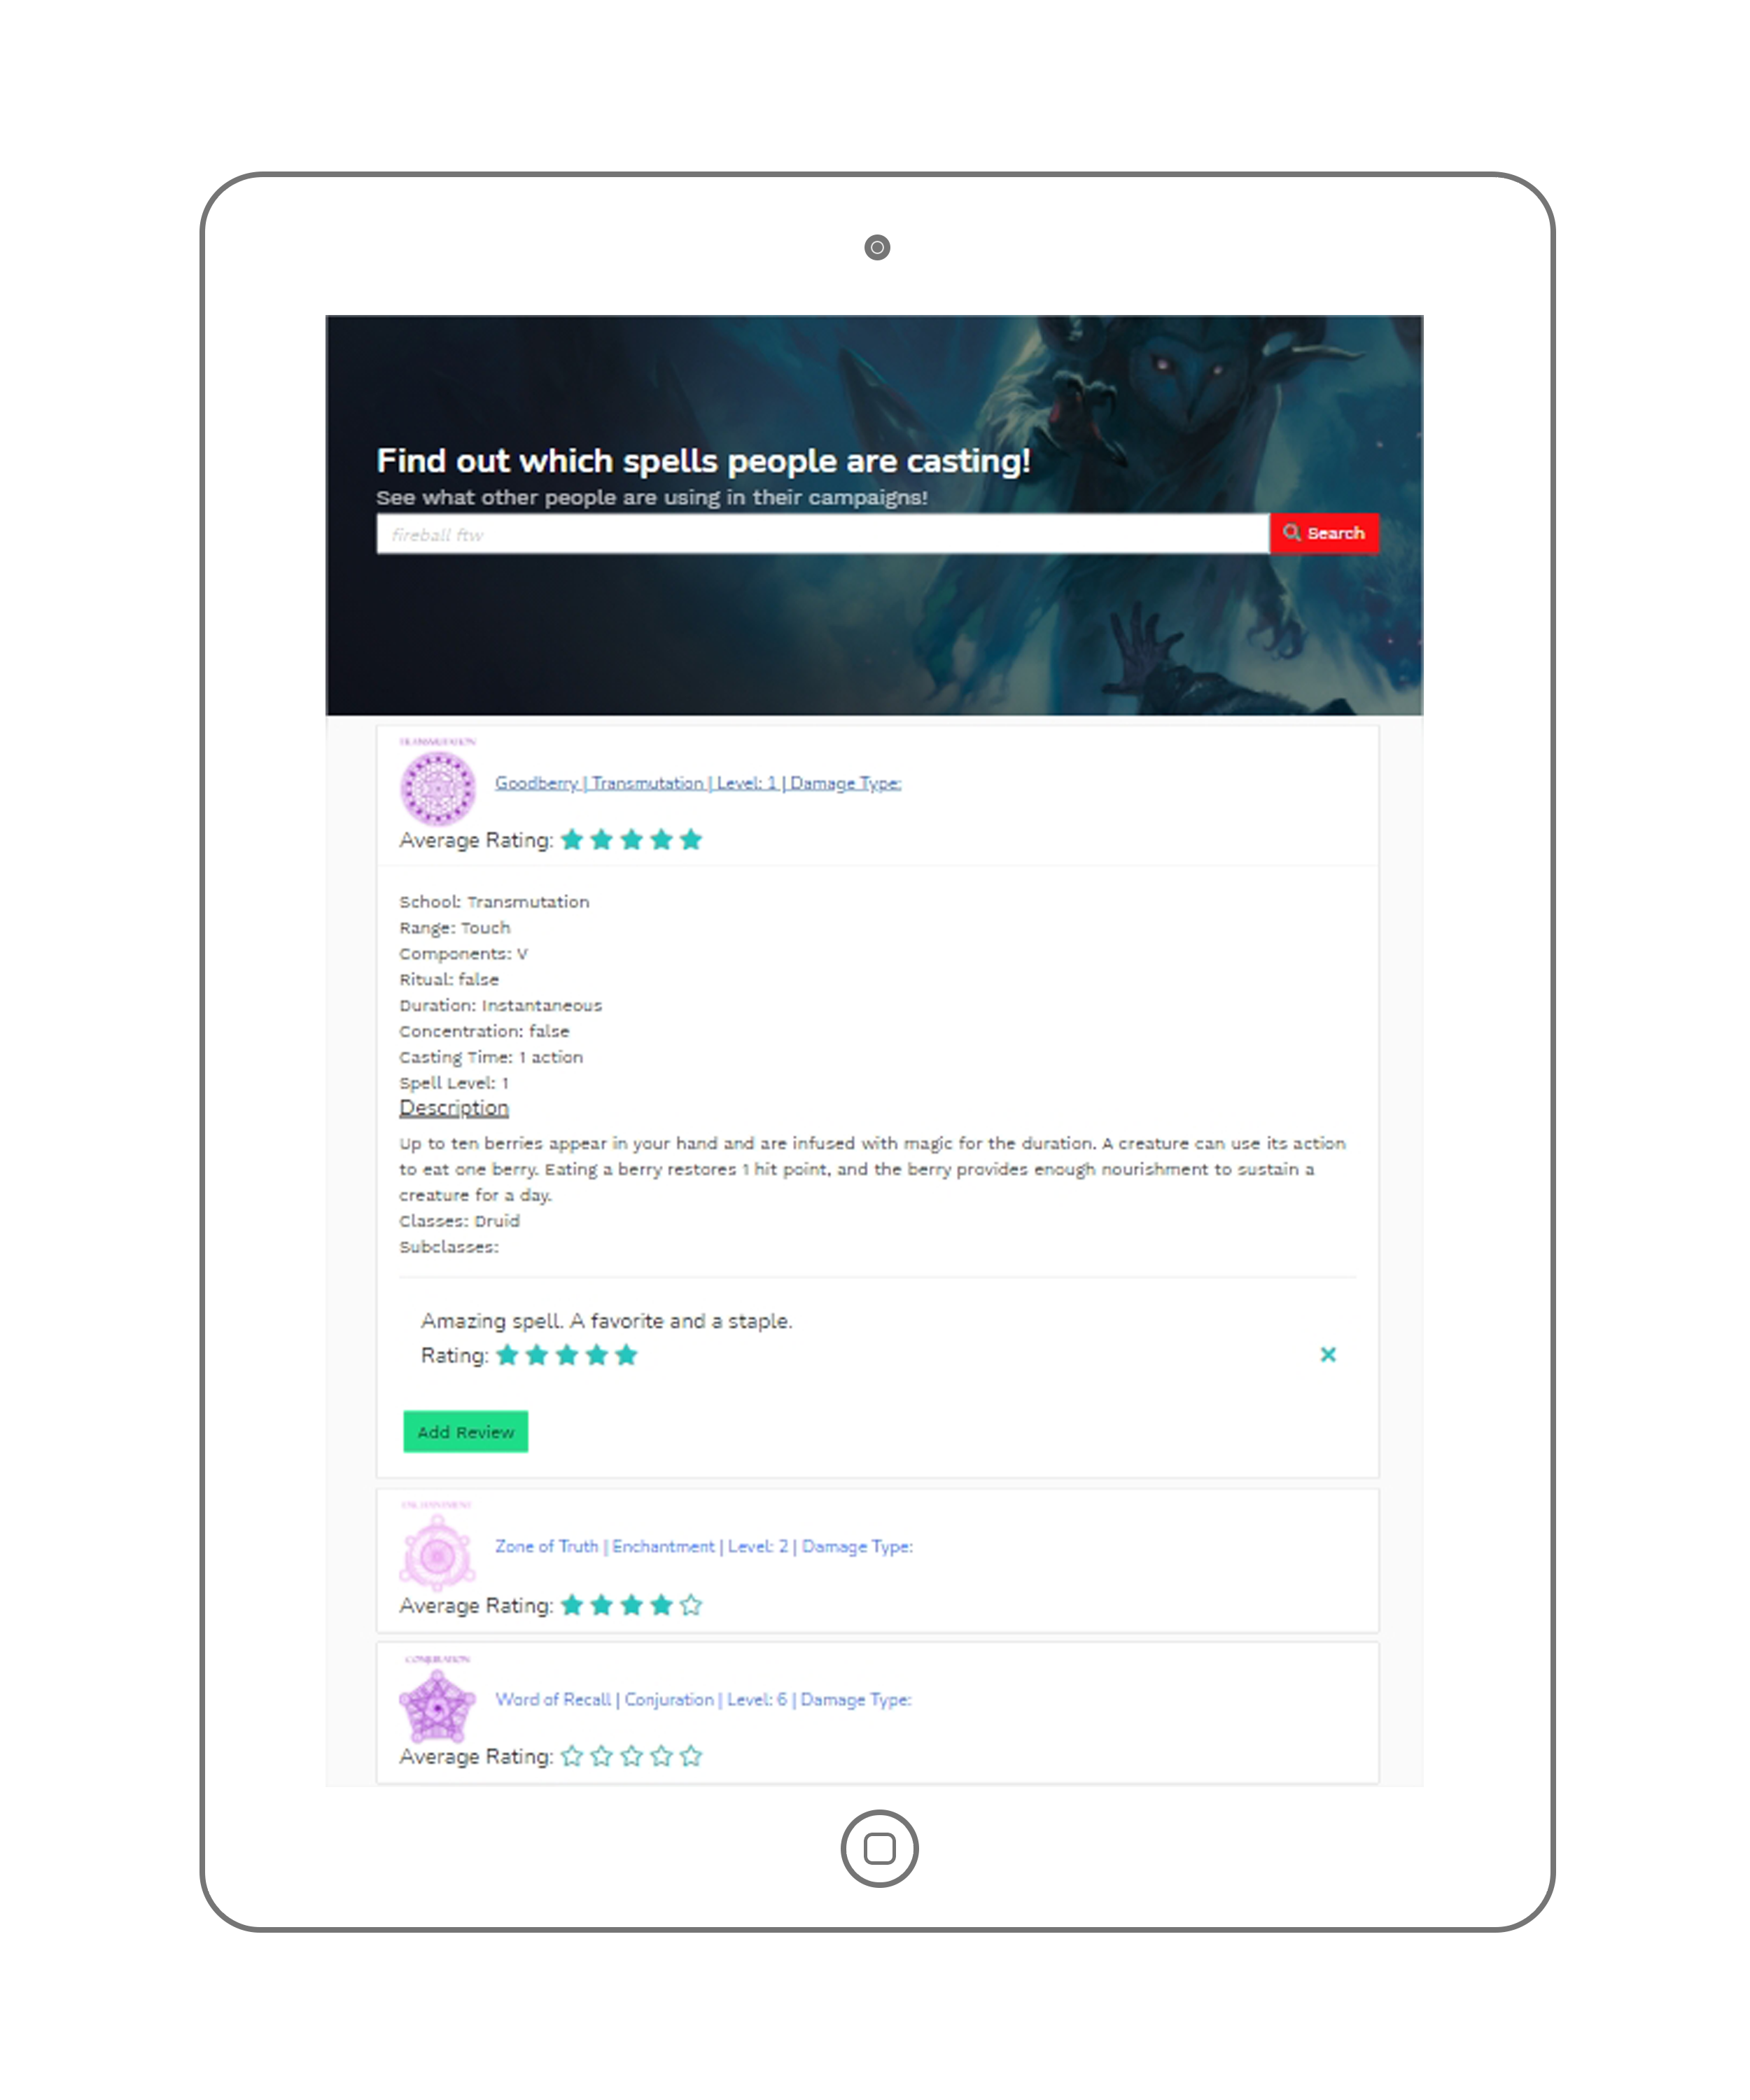 Find out which spells people are casting!
See what other people are using in their campaigns!
fireball ftw
Search
TRANSMUTATION
Goodberry | Transmutation | Level: 1 | Damage Type:
Average Rating:
School: Transmutation
Range: Touch
Components: V
Ritual: false
Duration: Instantaneous
Concentration: false
Casting Time: 1 action
Spell Level: 1
Description
Up to ten berries appear in your hand and are infused with magic for the duration. A creature can use its action
to eat one berry. Eating a berry restores 1 hit point, and the berry provides enough nourishment to sustain a
creature for a day.
Classes: Druid
Subclasses:
Amazing spell. A favorite and a staple.
Rating:
Add Review
ENCHANTMENT
Zone of Truth | Enchantment | Level: 2 | Damage Type:
Average Rating:
CONJURATION
Word of Recall | Conjuration | Level: 6 | Damage Type:
Average Rating: